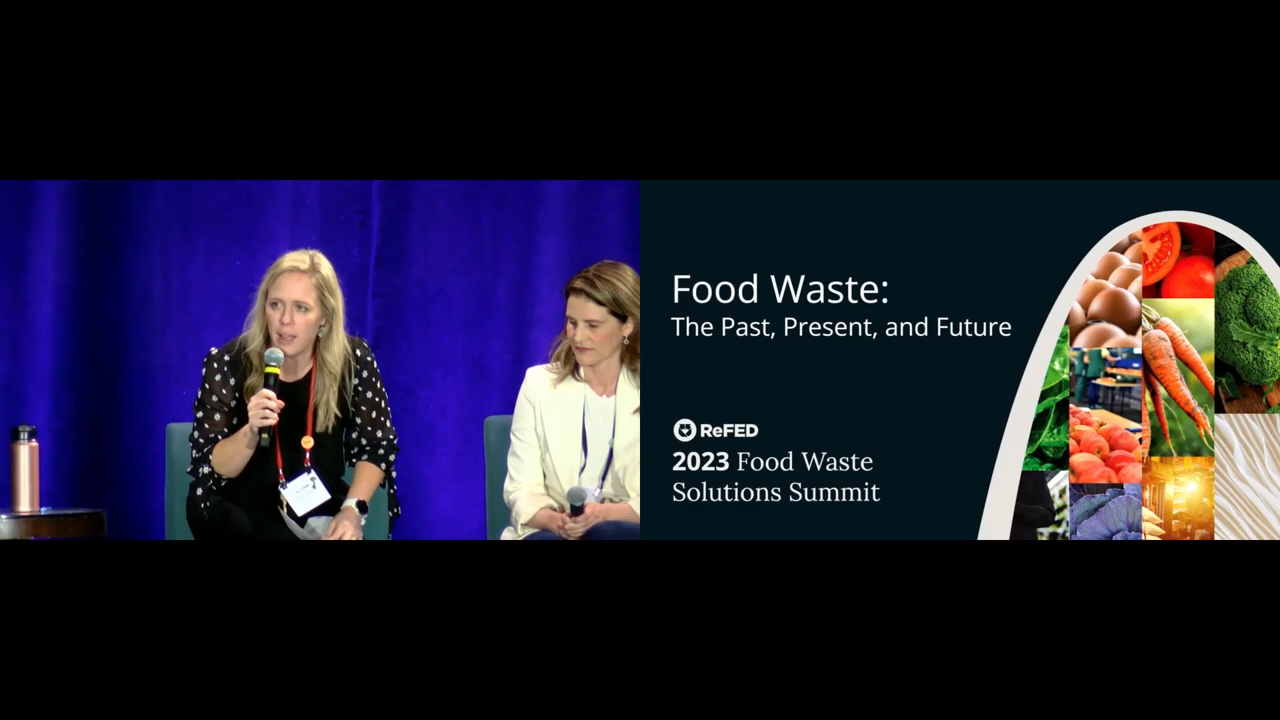 Food Waste:
The Past, Present, and Future
ReFED
2023 Food Waste
Solutions Summit